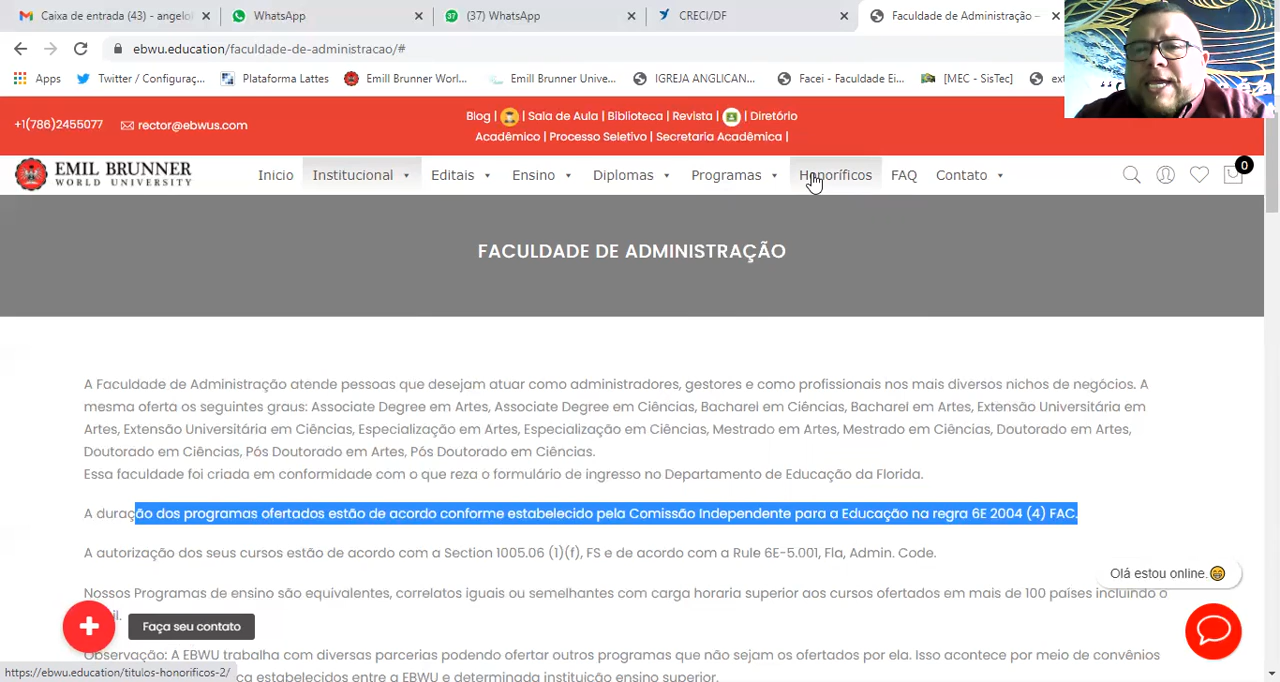 Caixa de entrada (43) - angelo
WhatsApp
(37) WhatsApp
CRECI/DF
Faculdade de Administração –
ebwu.education/faculdade-de-administracao/#
Apps
Twitter / Configuraç...
Plataforma Lattes
Emill Brunner Worl...
Emill Brunner Unive...
IGREJA ANGLICAN...
Facei - Faculdade Ei...
[MEC - SisTec]
+1(786)2455077
rector@ebwus.com
Blog | | Sala de Aula | Biblioteca | Revista | | Diretório
Acadêmico | Processo Seletivo | Secretaria Acadêmica |
EMIL BRUNNER
WORLD UNIVERSITY
Inicio
Institucional
Editais
Ensino
Diplomas
Programas
Honoríficos
FAQ
Contato
0
FACULDADE DE ADMINISTRAÇÃO
A Faculdade de Administração atende pessoas que desejam atuar como administradores, gestores e como profissionais nos mais diversos nichos de negócios. A
mesma oferta os seguintes graus: Associate Degree em Artes, Associate Degree em Ciências, Bacharel em Ciências, Bacharel em Artes, Extensão Universitária em
Artes, Extensão Universitária em Ciências, Especialização em Artes, Especialização em Ciências, Mestrado em Artes, Mestrado em Ciências, Doutorado em Artes,
Doutorado em Ciências, Pós Doutorado em Artes, Pós Doutorado em Ciências.
Essa faculdade foi criada em conformidade com o que reza o formulário de ingresso no Departamento de Educação da Florida.
A duração dos programas ofertados estão de acordo conforme estabelecido pela Comissão Independente para a Educação na regra 6E 2004 (4) FAC.
A autorização dos seus cursos estão de acordo com a Section 1005.06 (1)(f), FS e de acordo com a Rule 6E-5.001, Fla, Admin. Code.
Nossos Programas de ensino são equivalentes, correlatos iguais ou semelhantes com carga horaria superior aos cursos ofertados em mais de 100 países incluindo o
Observação: A EBWU trabalha com diversas parcerias podendo ofertar outros programas que não sejam os ofertados por ela. Isso acontece por meio de convênios
estabelecidos entre a EBWU e determinada instituição ensino superior.
Faça seu contato
Olá estou online.
https://ebwu.education/titulos-honorificos-2/